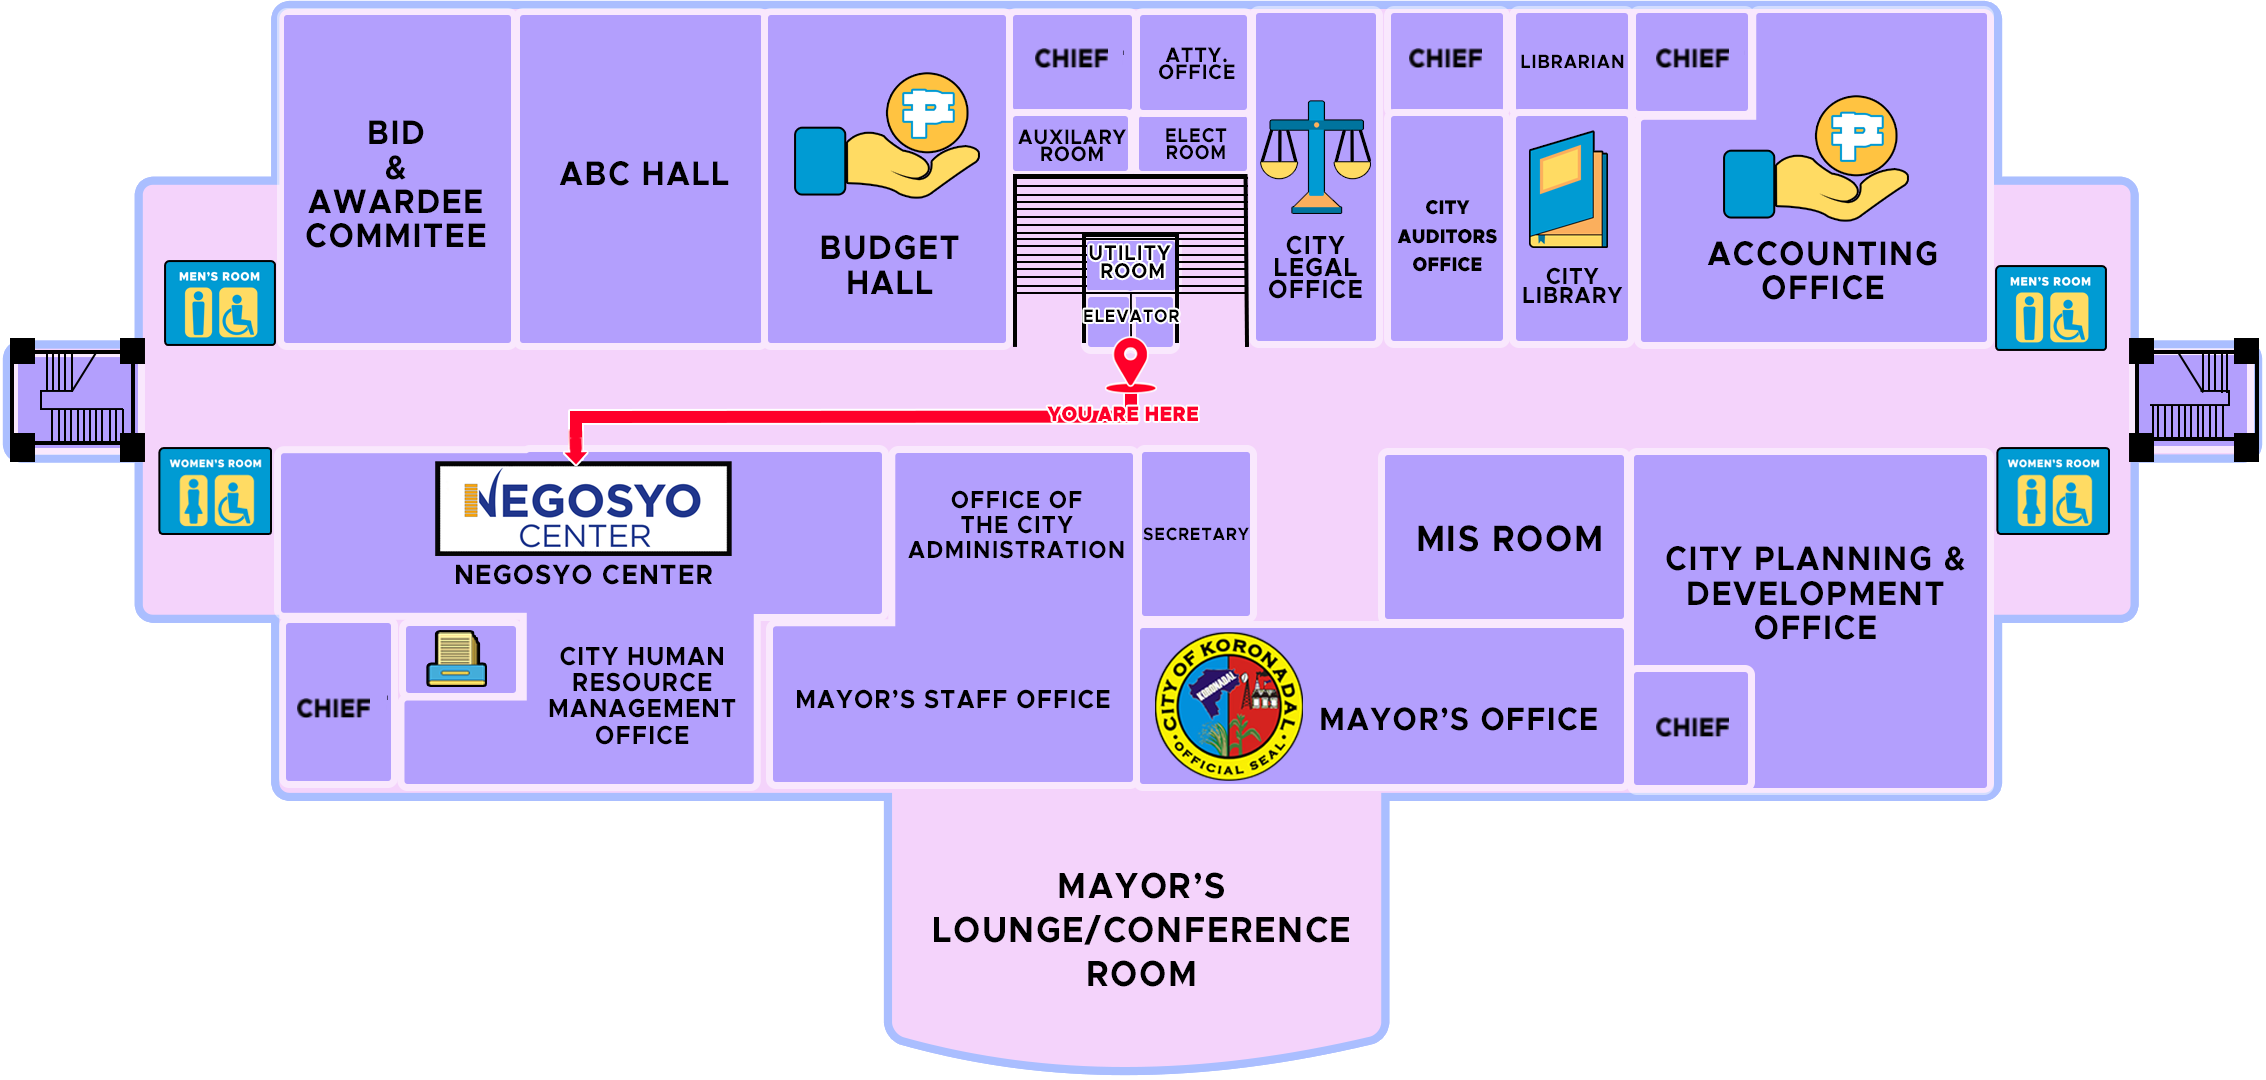 BID
&
AWARDEE
COMMITEE
ABC HALL
BUDGET
HALL
CHIEF
ATTY.
OFFICE
AUXILARY
ROOM
ELECT
ROOM
UTILITY
ROOM
ELEVATOR
CITY
LEGAL
OFFICE
CHIEF
CITY
AUDITORS
OFFICE
LIBRARIAN
CITY
LIBRARY
CHIEF
ACCOUNTING
OFFICE
MEN'S ROOM
MEN'S ROOM
YOU ARE HERE
WOMEN'S ROOM
WOMEN'S ROOM
NEGOSYO
CENTER
NEGOSYO CENTER
OFFICE OF
THE CITY
ADMINISTRATION
SECRETARY
MIS ROOM
CITY PLANNING &
DEVELOPMENT
OFFICE
CHIEF
CITY HUMAN
RESOURCE
MANAGEMENT
OFFICE
MAYOR'S STAFF OFFICE
CITY OF KORONADAL
KORONADAL
OFFICIAL SEAL
MAYOR'S OFFICE
CHIEF
MAYOR'S
LOUNGE/CONFERENCE
ROOM